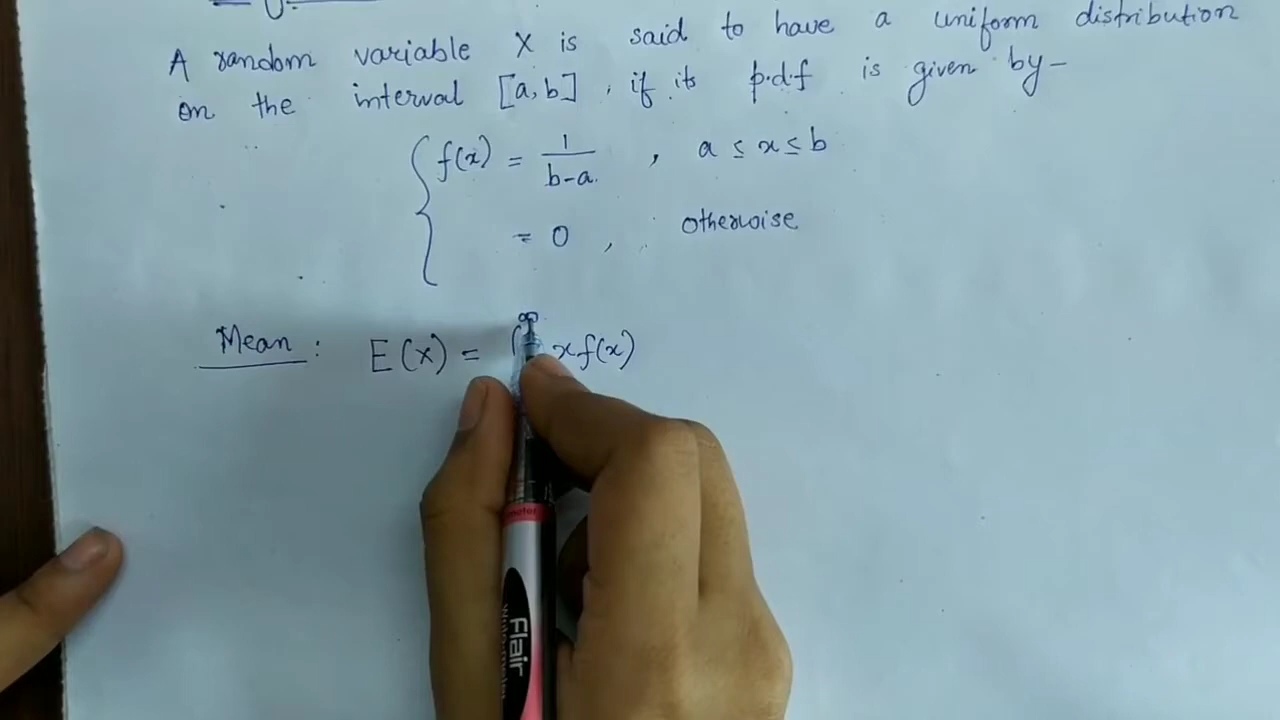 A random variable X is said to have a uniform distribution
on the interval [a, b], if its p.d.f is given by-
f(x) = 1/(b-a) , a ≤ x ≤ b
= 0 , otherwise
Mean : E(X) = ∫ ∞ x f(x)
Flair